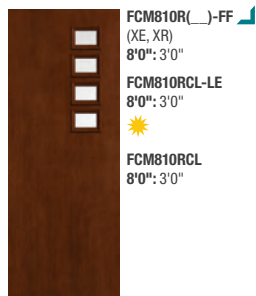 FCM810R(__)-FF
(XE, XR)
8'0": 3'0"
FCM810RCL-LE
8'0": 3'0"
FCM810RCL
8'0": 3'0"